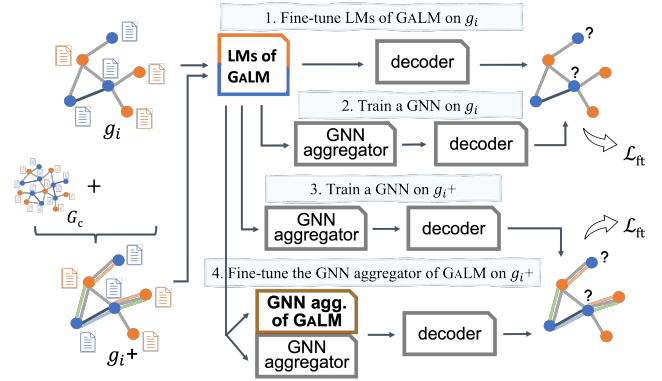 1. Fine-tune LMs of GALM on gᵢ
LMs of
GALM
decoder
? ?
gᵢ
2. Train a GNN on gᵢ
GNN
aggregator
decoder
ℒft
G꜀
+
3. Train a GNN on gᵢ+
GNN
aggregator
decoder
ℒft
4. Fine-tune the GNN aggregator of GALM on gᵢ+
GNN agg.
of GALM
GNN
aggregator
decoder
? ?
gᵢ+